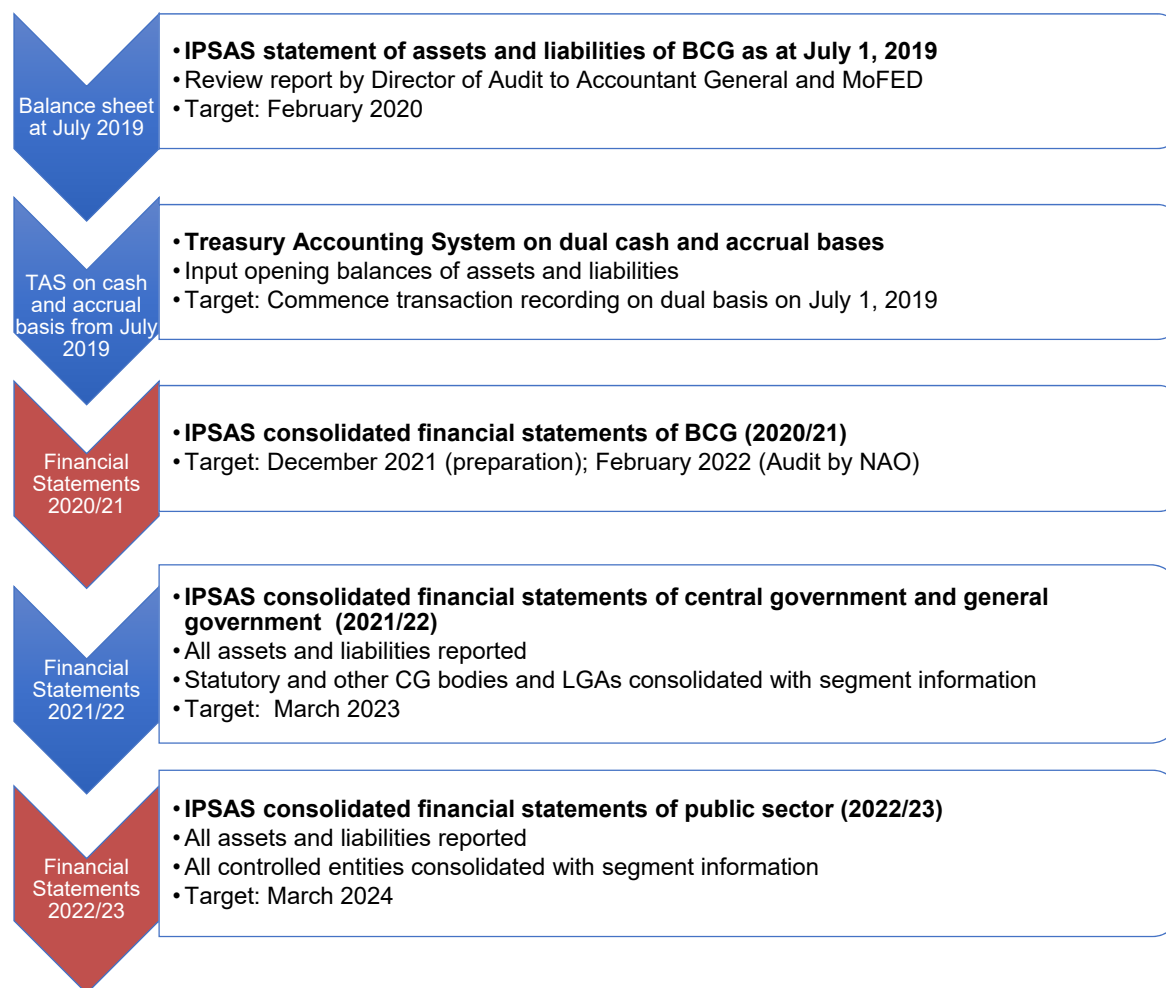 Balance sheet
at July 2019
• IPSAS statement of assets and liabilities of BCG as at July 1, 2019
• Review report by Director of Audit to Accountant General and MoFED
• Target: February 2020
TAS on cash
and accrual
basis from July
2019
• Treasury Accounting System on dual cash and accrual bases
• Input opening balances of assets and liabilities
• Target: Commence transaction recording on dual basis on July 1, 2019
Financial
Statements
2020/21
• IPSAS consolidated financial statements of BCG (2020/21)
• Target: December 2021 (preparation); February 2022 (Audit by NAO)
Financial
Statements
2021/22
• IPSAS consolidated financial statements of central government and general
government (2021/22)
• All assets and liabilities reported
• Statutory and other CG bodies and LGAs consolidated with segment information
• Target: March 2023
Financial
Statements
2022/23
• IPSAS consolidated financial statements of public sector (2022/23)
• All assets and liabilities reported
• All controlled entities consolidated with segment information
• Target: March 2024